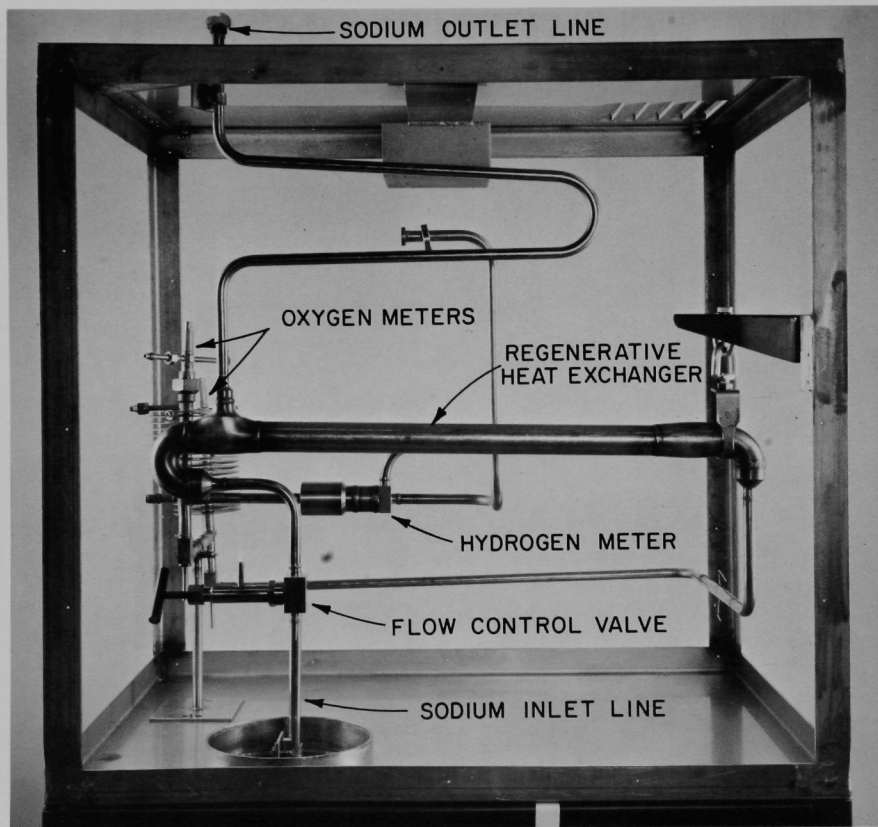 SODIUM OUTLET LINE
OXYGEN METERS
REGENERATIVE
HEAT EXCHANGER
HYDROGEN METER
FLOW CONTROL VALVE
SODIUM INLET LINE